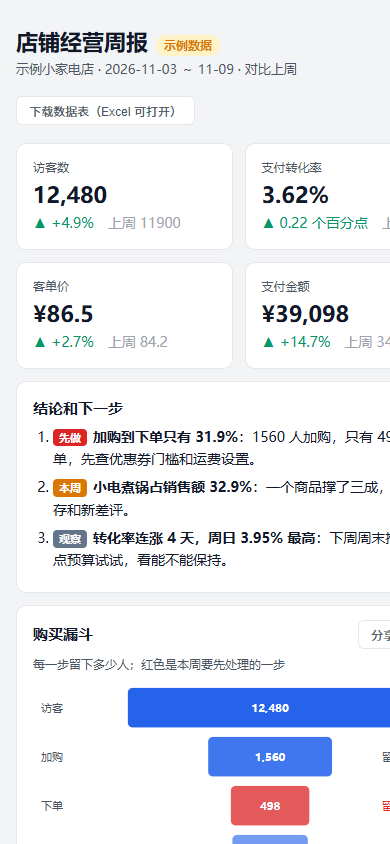 店铺经营周报 示例数据
示例小家电店 · 2026-11-03 ~ 11-09 · 对比上周
下载数据表（Excel 可打开）
访客数
12,480
▲ +4.9% 上周 11900
支付转化率
3.62%
▲ 0.22 个百分点
客单价
¥86.5
▲ +2.7% 上周 84.2
支付金额
¥39,098
▲ +14.7% 上周 34
结论和下一步
1. 先做 加购到下单只有 31.9%：1560 人加购，只有 49
单，先查优惠券门槛和运费设置。
2. 本周 小电煮锅占销售额 32.9%：一个商品撑了三成，
存和新差评。
3. 观察 转化率连涨 4 天，周日 3.95% 最高：下周周末
点预算试试，看能不能保持。
购买漏斗
分享
每一步留下多少人；红色是本周要先处理的一步
访客 12,480
加购 1,560
下单 498